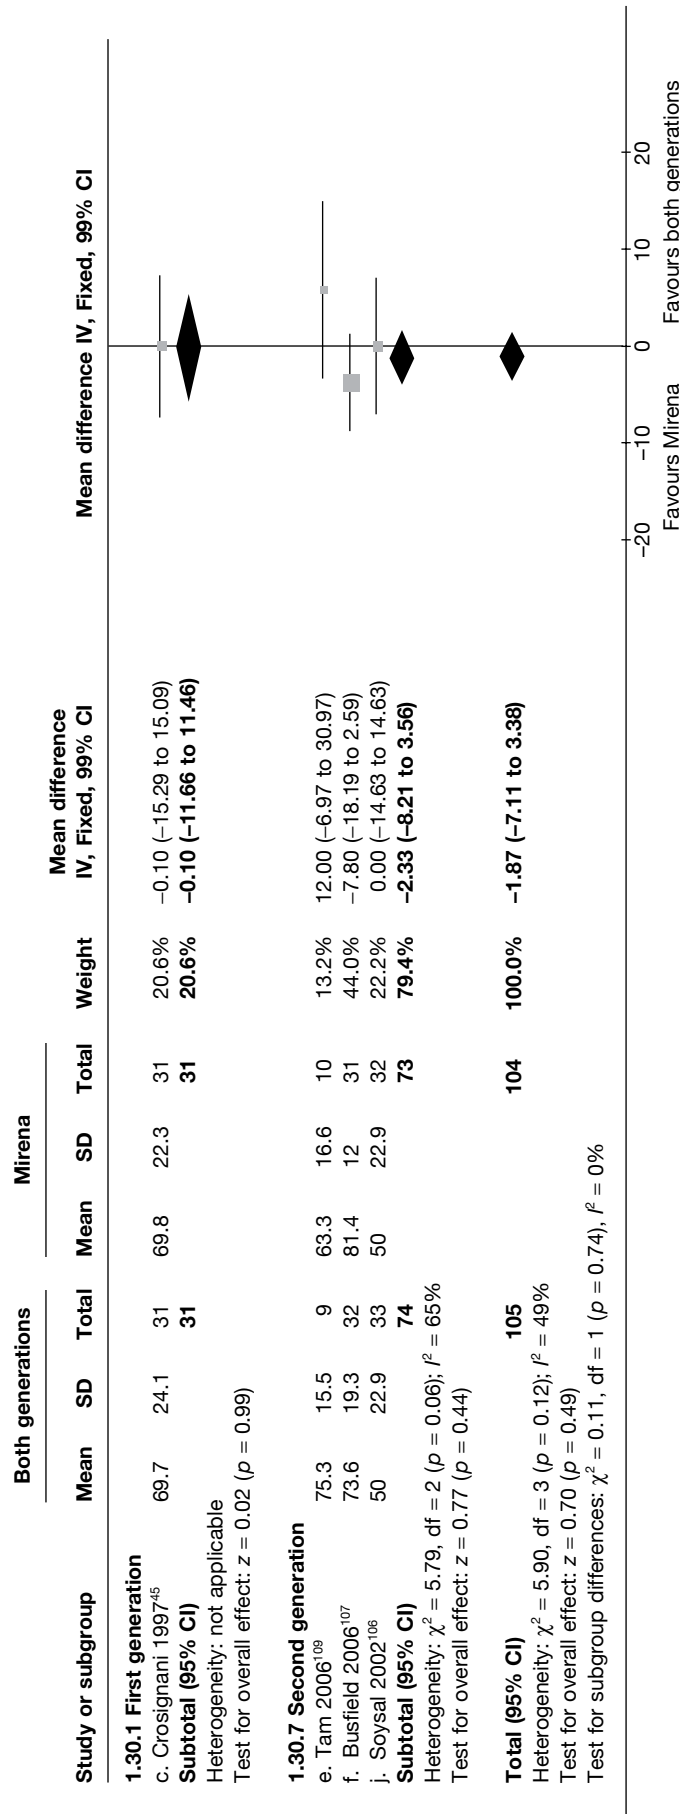 Both generations Mirena Mean difference
Study or subgroup Mean SD Total Mean SD Total Weight IV, Fixed, 99% CI Mean difference IV, Fixed, 99% CI
1.30.1 First generation
c. Crosignani 1997⁴⁵ 69.7 24.1 31 69.8 22.3 31 20.6% −0.10 (−15.29 to 15.09)
Subtotal (95% CI) 31 31 20.6% −0.10 (−11.66 to 11.46)
Heterogeneity: not applicable
Test for overall effect: z = 0.02 (p = 0.99)
1.30.7 Second generation
e. Tam 2006¹⁰⁹ 75.3 15.5 9 63.3 16.6 10 13.2% 12.00 (−6.97 to 30.97)
f. Busfield 2006¹⁰⁷ 73.6 19.3 32 81.4 12 31 44.0% −7.80 (−18.19 to 2.59)
j. Soysal 2002¹⁰⁶ 50 22.9 33 50 22.9 32 22.2% 0.00 (−14.63 to 14.63)
Subtotal (95% CI) 74 73 79.4% −2.33 (−8.21 to 3.56)
Heterogeneity: χ² = 5.79, df = 2 (p = 0.06); I² = 65%
Test for overall effect: z = 0.77 (p = 0.44)
Total (95% CI) 105 104 100.0% −1.87 (−7.11 to 3.38)
Heterogeneity: χ² = 5.90, df = 3 (p = 0.12); I² = 49%
Test for overall effect: z = 0.70 (p = 0.49)
Test for subgroup differences: χ² = 0.11, df = 1 (p = 0.74), I² = 0%
−20 −10 0 10 20
Favours Mirena Favours both generations